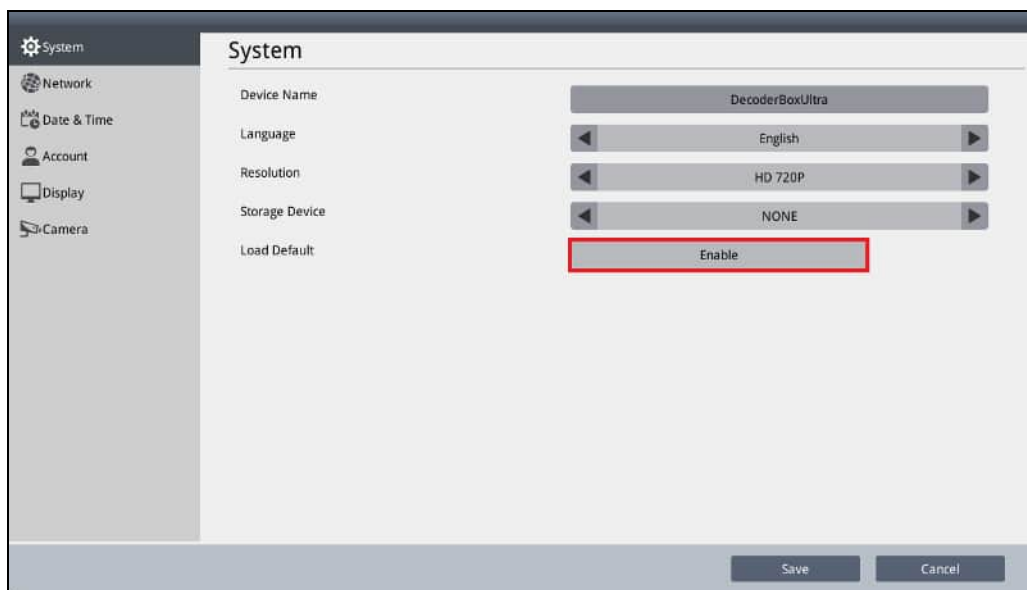 System
Network
Date & Time
Account
Display
Camera
System
Device Name DecoderBoxUltra
Language English
Resolution HD 720P
Storage Device NONE
Load Default Enable
Save Cancel